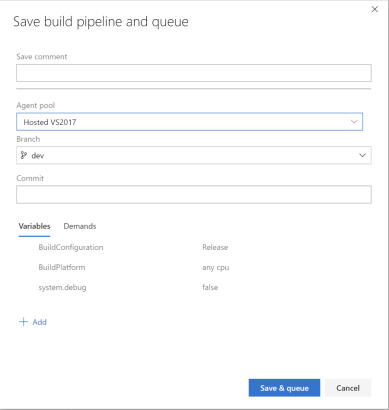 Save build pipeline and queue
Save comment
Agent pool
Hosted VS2017
Branch
dev
Commit
Variables Demands
BuildConfiguration Release
BuildPlatform any cpu
system.debug false
+ Add
Save & queue Cancel